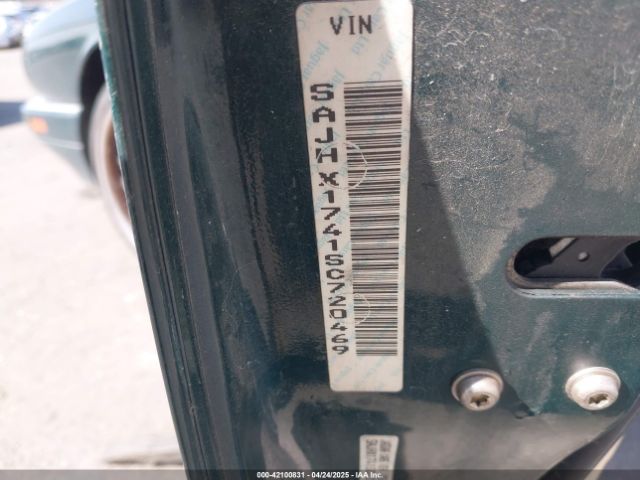 VIN
SAJHX1741SC720469
000-42100831 | 04/24/2025 | IAA Inc.